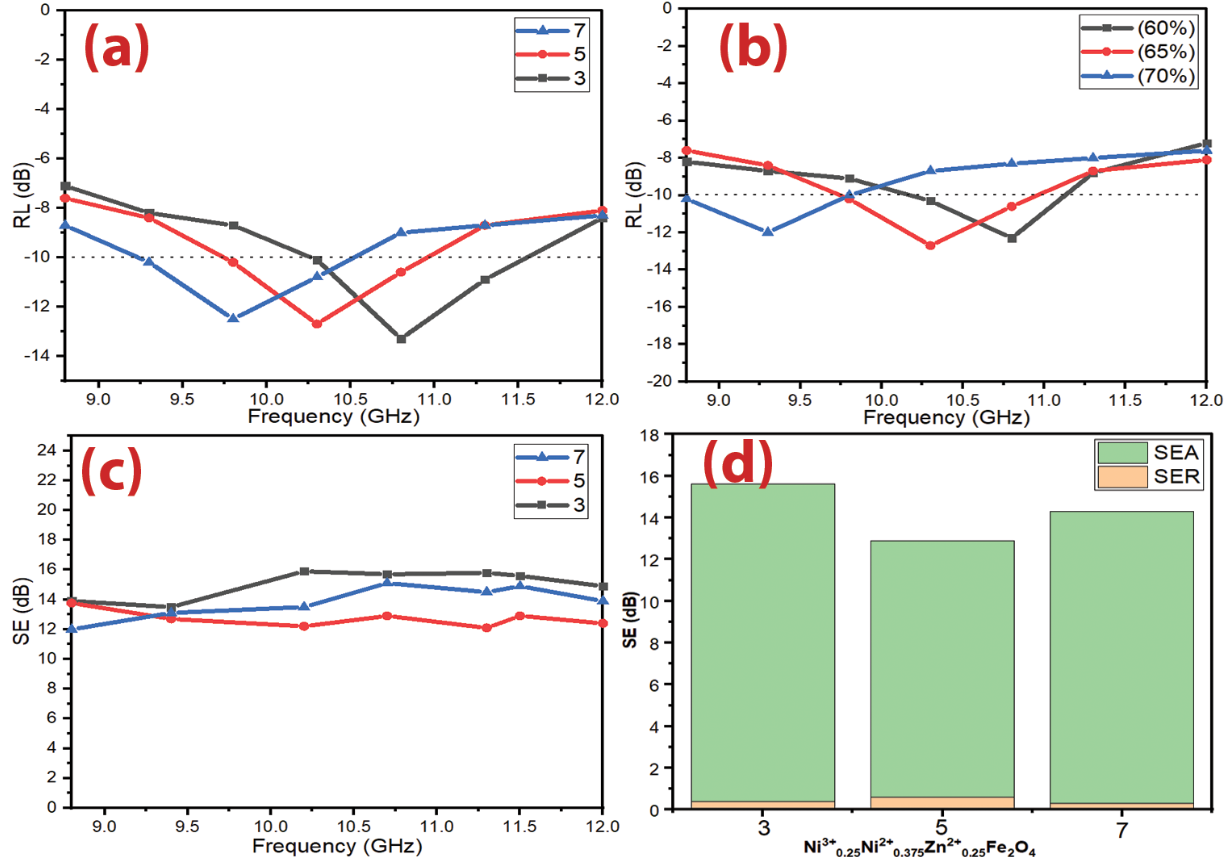 (a)
7
5
3
0
-2
-4
-6
-8
-10
-12
-14
RL (dB)
9.0 9.5 10.0 10.5 11.0 11.5 12.0
Frequency (GHz)
(b)
(60%)
(65%)
(70%)
0
-2
-4
-6
-8
-10
-12
-14
-16
-18
-20
RL (dB)
9.0 9.5 10.0 10.5 11.0 11.5 12.0
Frequency (GHz)
(c)
7
5
3
24
22
20
18
16
14
12
10
8
6
4
2
0
SE (dB)
9.0 9.5 10.0 10.5 11.0 11.5 12.0
Frequency (GHz)
(d)
SEA
SER
18
16
14
12
10
8
6
4
2
0
SE (dB)
3 5 7
Ni³⁺₀.₂₅Ni²⁺₀.₃₇₅Zn²⁺₀.₂₅Fe₂O₄